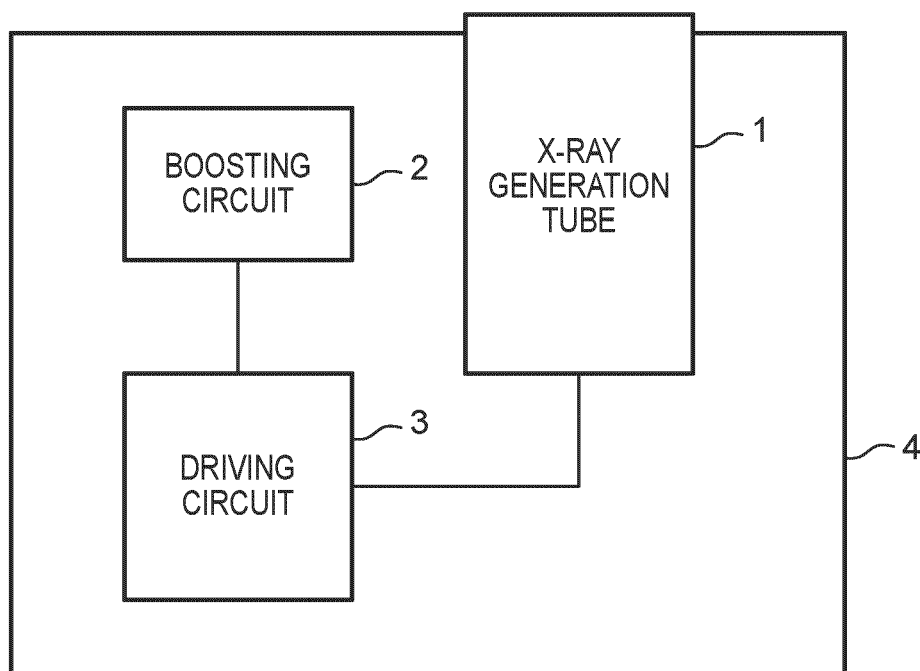 X-RAY
GENERATION
TUBE
1
BOOSTING
CIRCUIT
2
DRIVING
CIRCUIT
3
4